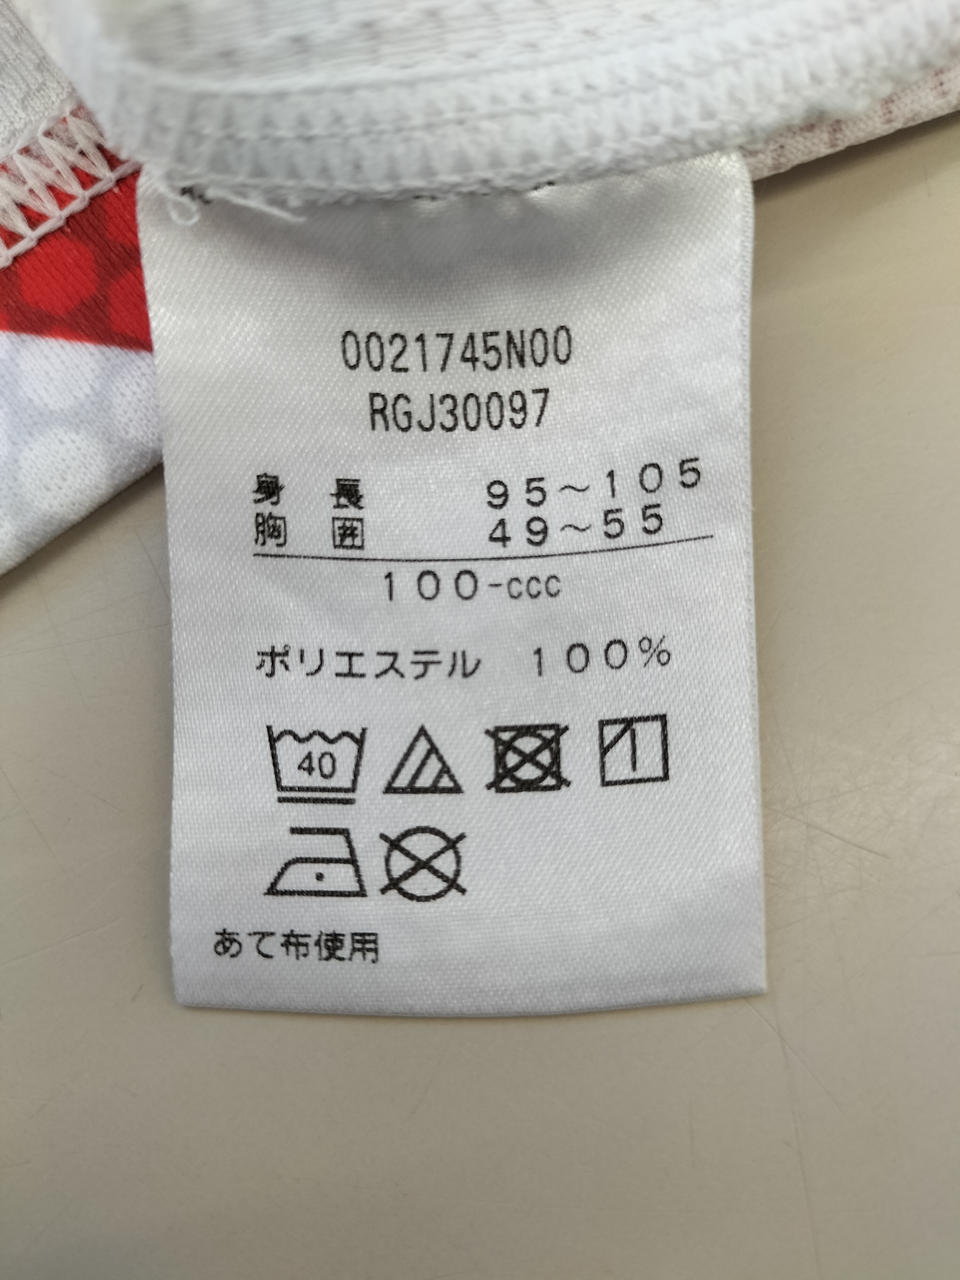 0021745N00
RGJ30097
身長 95～105
胸囲 49～55
100-ccc
ポリエステル 100%
40
あて布使用